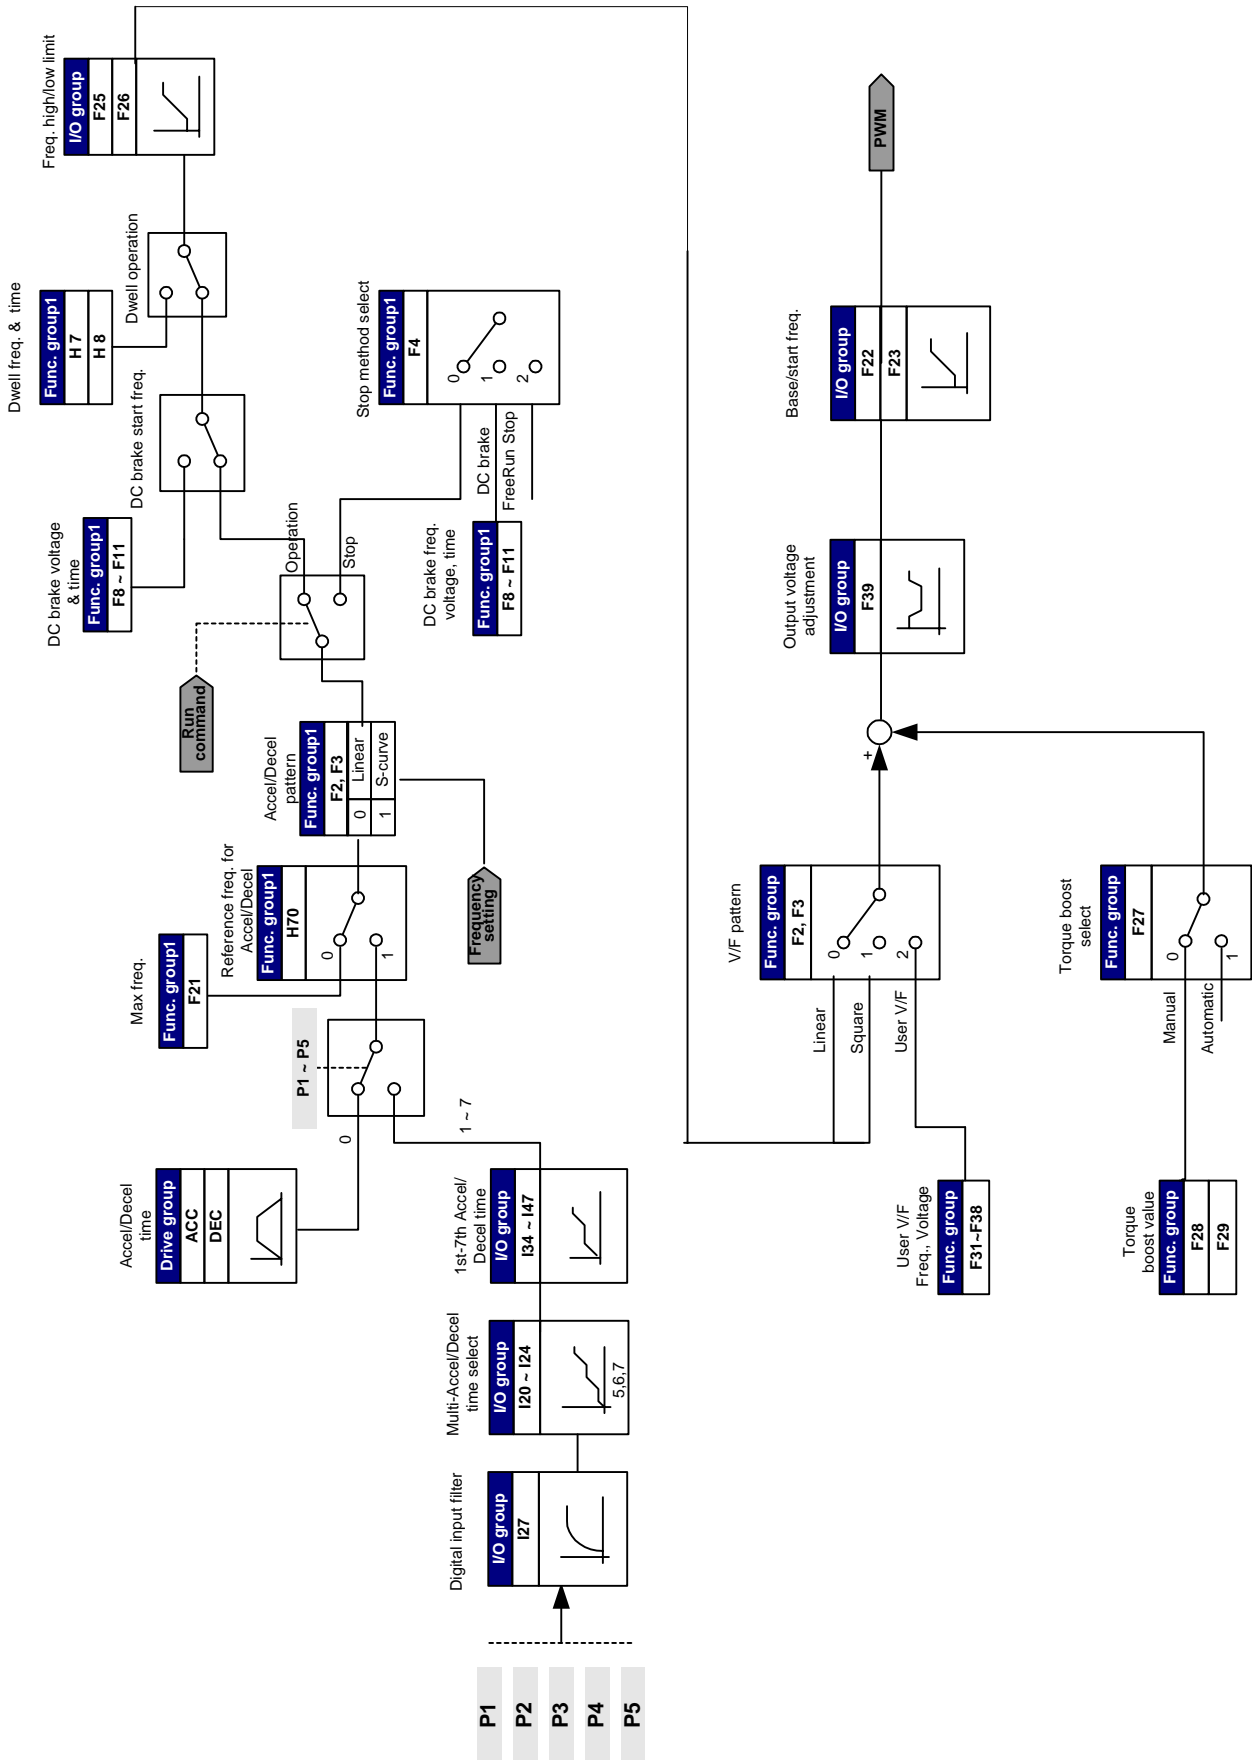 P1
P2
P3
P4
P5
Digital input filter
I/O group
I27
Multi-Accel/Decel
time select
I/O group
I20 ~ I24
5,6,7
1st-7th Accel/
Decel time
I/O group
I34 ~ I47
Accel/Decel
time
Drive group
ACC
DEC
0
1 ~ 7
P1 ~ P5
Max freq.
Func. group1
F21
Reference freq. for
Accel/Decel
Func. group1
H70
0
1
Accel/Decel
pattern
Func. group1
F2, F3
0
Linear
1
S-curve
Frequency
setting
Run
command
Operation
Stop
DC brake voltage
& time
Func. group1
F8 ~ F11
DC brake start freq.
DC brake freq.
voltage, time
Func. group1
F8 ~ F11
DC brake
FreeRun Stop
Stop method select
Func. group1
F4
0
1
2
Dwell freq. & time
Func. group1
H 7
H 8
Dwell operation
Freq. high/low limit
I/O group
F25
F26
User V/F
Freq., Voltage
Func. group
F31~F38
Linear
Square
User V/F
V/F pattern
Func. group
F2, F3
0
1
2
Torque
boost value
Func. group
F28
F29
Manual
Automatic
Torque boost
select
Func. group
F27
0
1
+
Output voltage
adjustment
I/O group
F39
Base/start freq.
I/O group
F22
F23
PWM